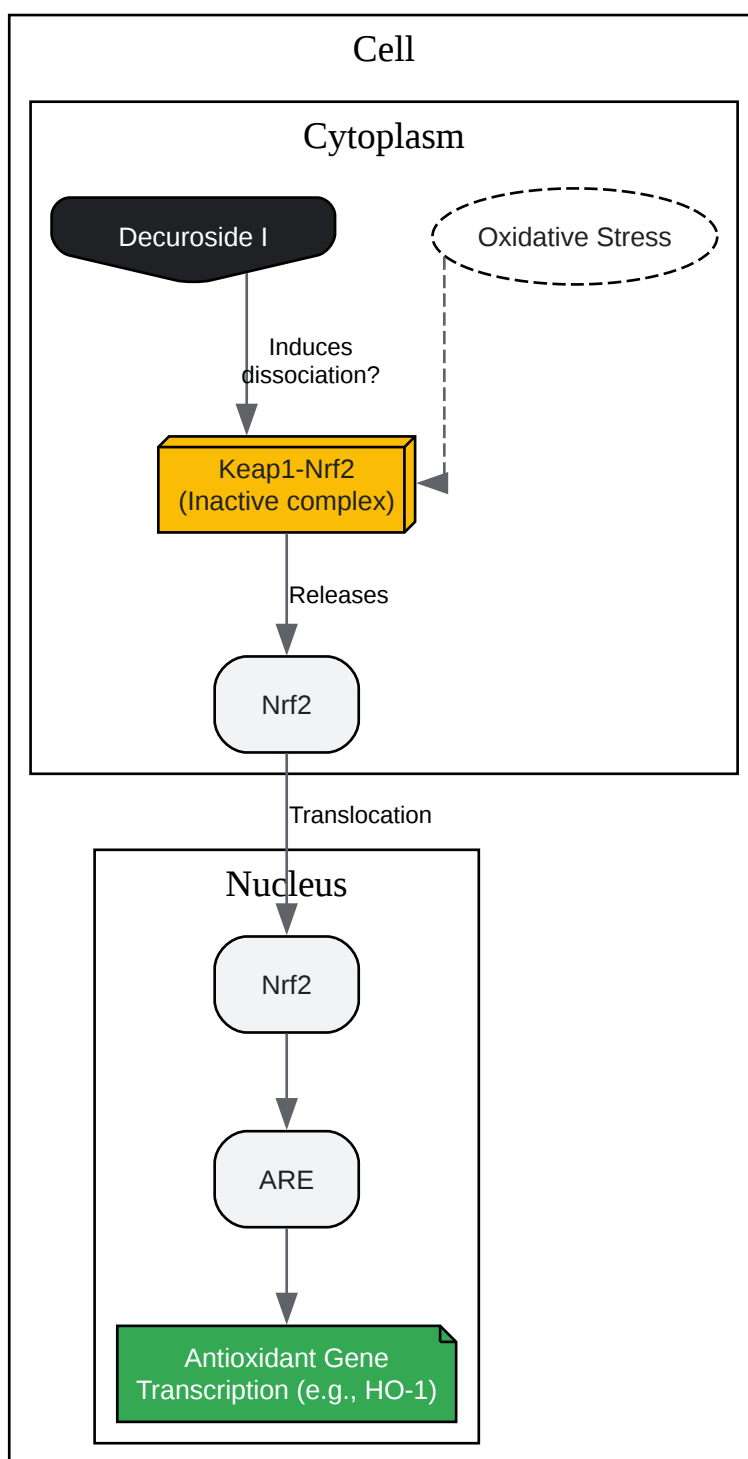 Cell
Cytoplasm
Decuroside I
Oxidative Stress
Induces
dissociation?
Keap1-Nrf2
(Inactive complex)
Releases
Nrf2
Translocation
Nucleus
Nrf2
ARE
Antioxidant Gene
Transcription (e.g., HO-1)